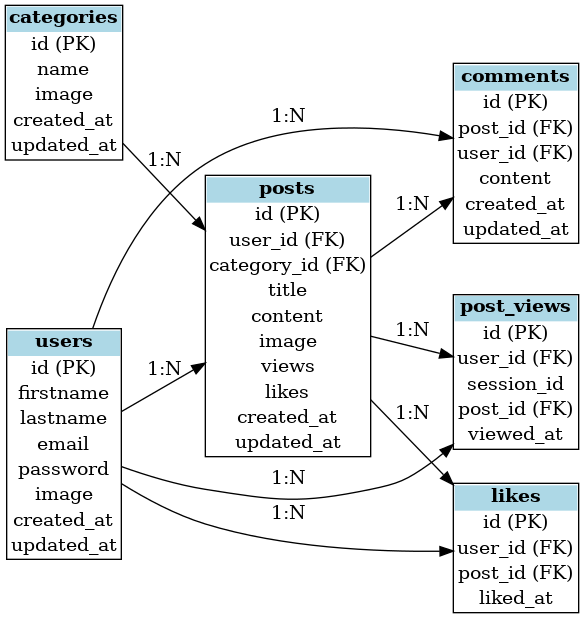 categories
id (PK)
name
image
created_at
updated_at
users
id (PK)
firstname
lastname
email
password
image
created_at
updated_at
1:N
1:N
1:N
posts
id (PK)
user_id (FK)
category_id (FK)
title
content
image
views
likes
created_at
updated_at
1:N
1:N
1:N
1:N
1:N
comments
id (PK)
post_id (FK)
user_id (FK)
content
created_at
updated_at
post_views
id (PK)
user_id (FK)
session_id
post_id (FK)
viewed_at
likes
id (PK)
user_id (FK)
post_id (FK)
liked_at